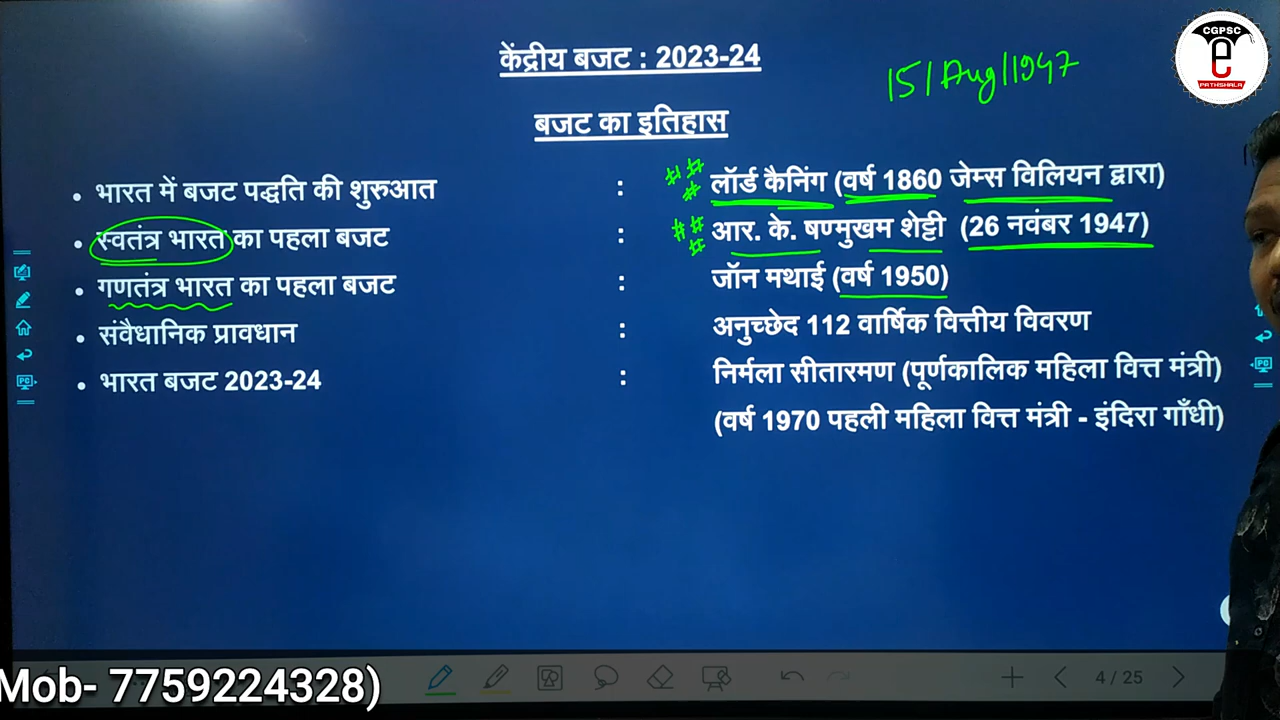 केंद्रीय बजट : 2023-24
15/Aug/1947
CGPSC
e
PATHSHALA
बजट का इतिहास
• भारत में बजट पद्धति की शुरुआत : लॉर्ड कैनिंग (वर्ष 1860 जेम्स विलियन द्वारा)
• स्वतंत्र भारत का पहला बजट : आर. के. षण्मुखम शेट्टी (26 नवंबर 1947)
• गणतंत्र भारत का पहला बजट : जॉन मथाई (वर्ष 1950)
• संवैधानिक प्रावधान : अनुच्छेद 112 वार्षिक वित्तीय विवरण
• भारत बजट 2023-24 : निर्मला सीतारमण (पूर्णकालिक महिला वित्त मंत्री)
(वर्ष 1970 पहली महिला वित्त मंत्री - इंदिरा गाँधी)
4 / 25
Mob- 7759224328)